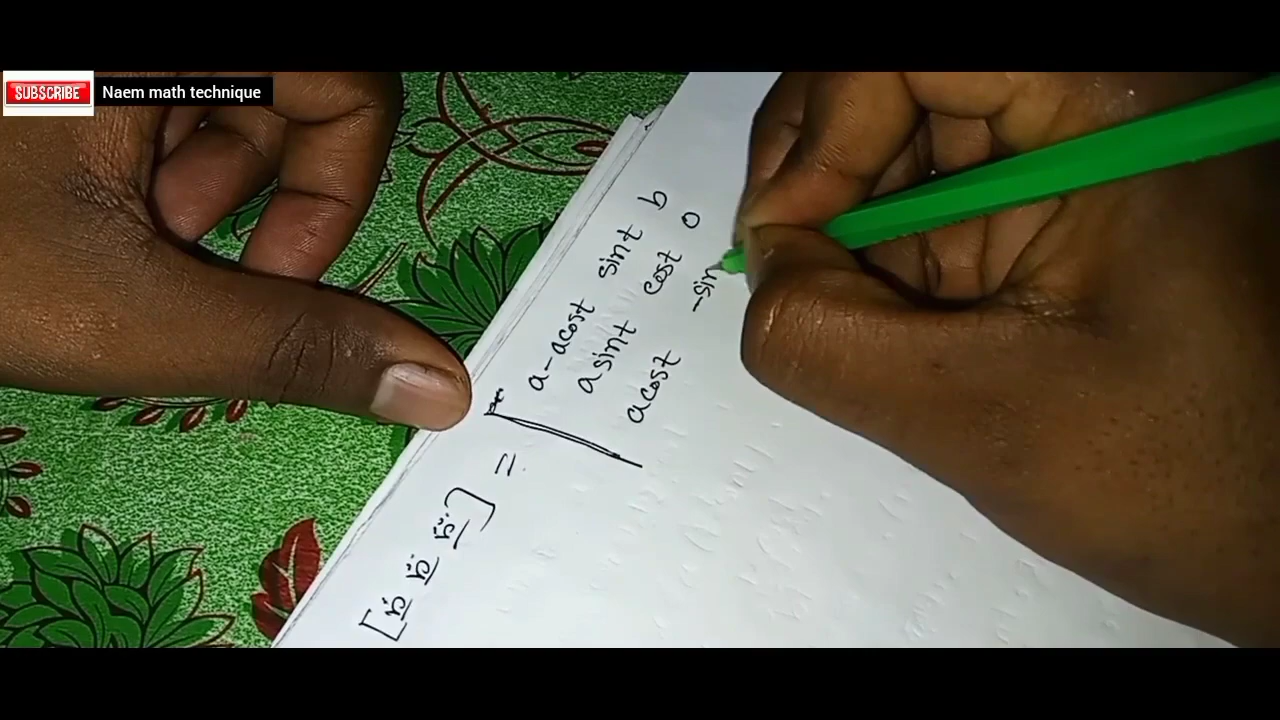 SUBSCRIBE
Naem math technique
[ṙ r̈ r⃛] =
a-acost sint b
asint cost 0
acost -sin